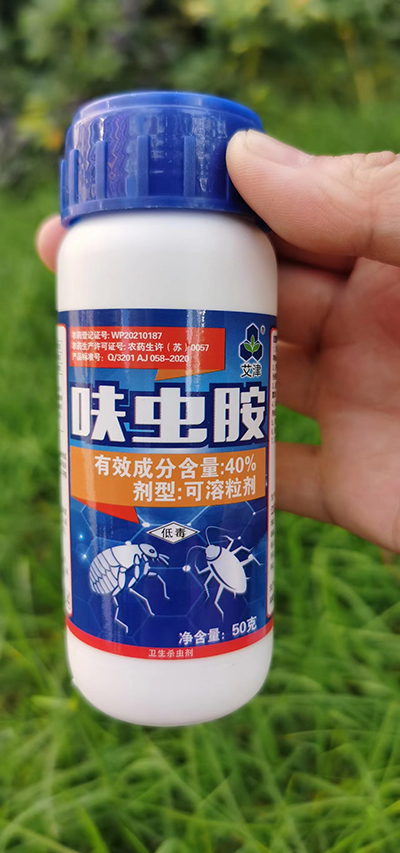 农药登记证号: WP20210187
农药生产许可证号: 农药生许（苏）0057
产品标准号: Q/3201 AJ 058-2020
艾津
®
呋虫胺
有效成分含量:40%
剂型:可溶粒剂
低毒
净含量: 50克
卫生杀虫剂